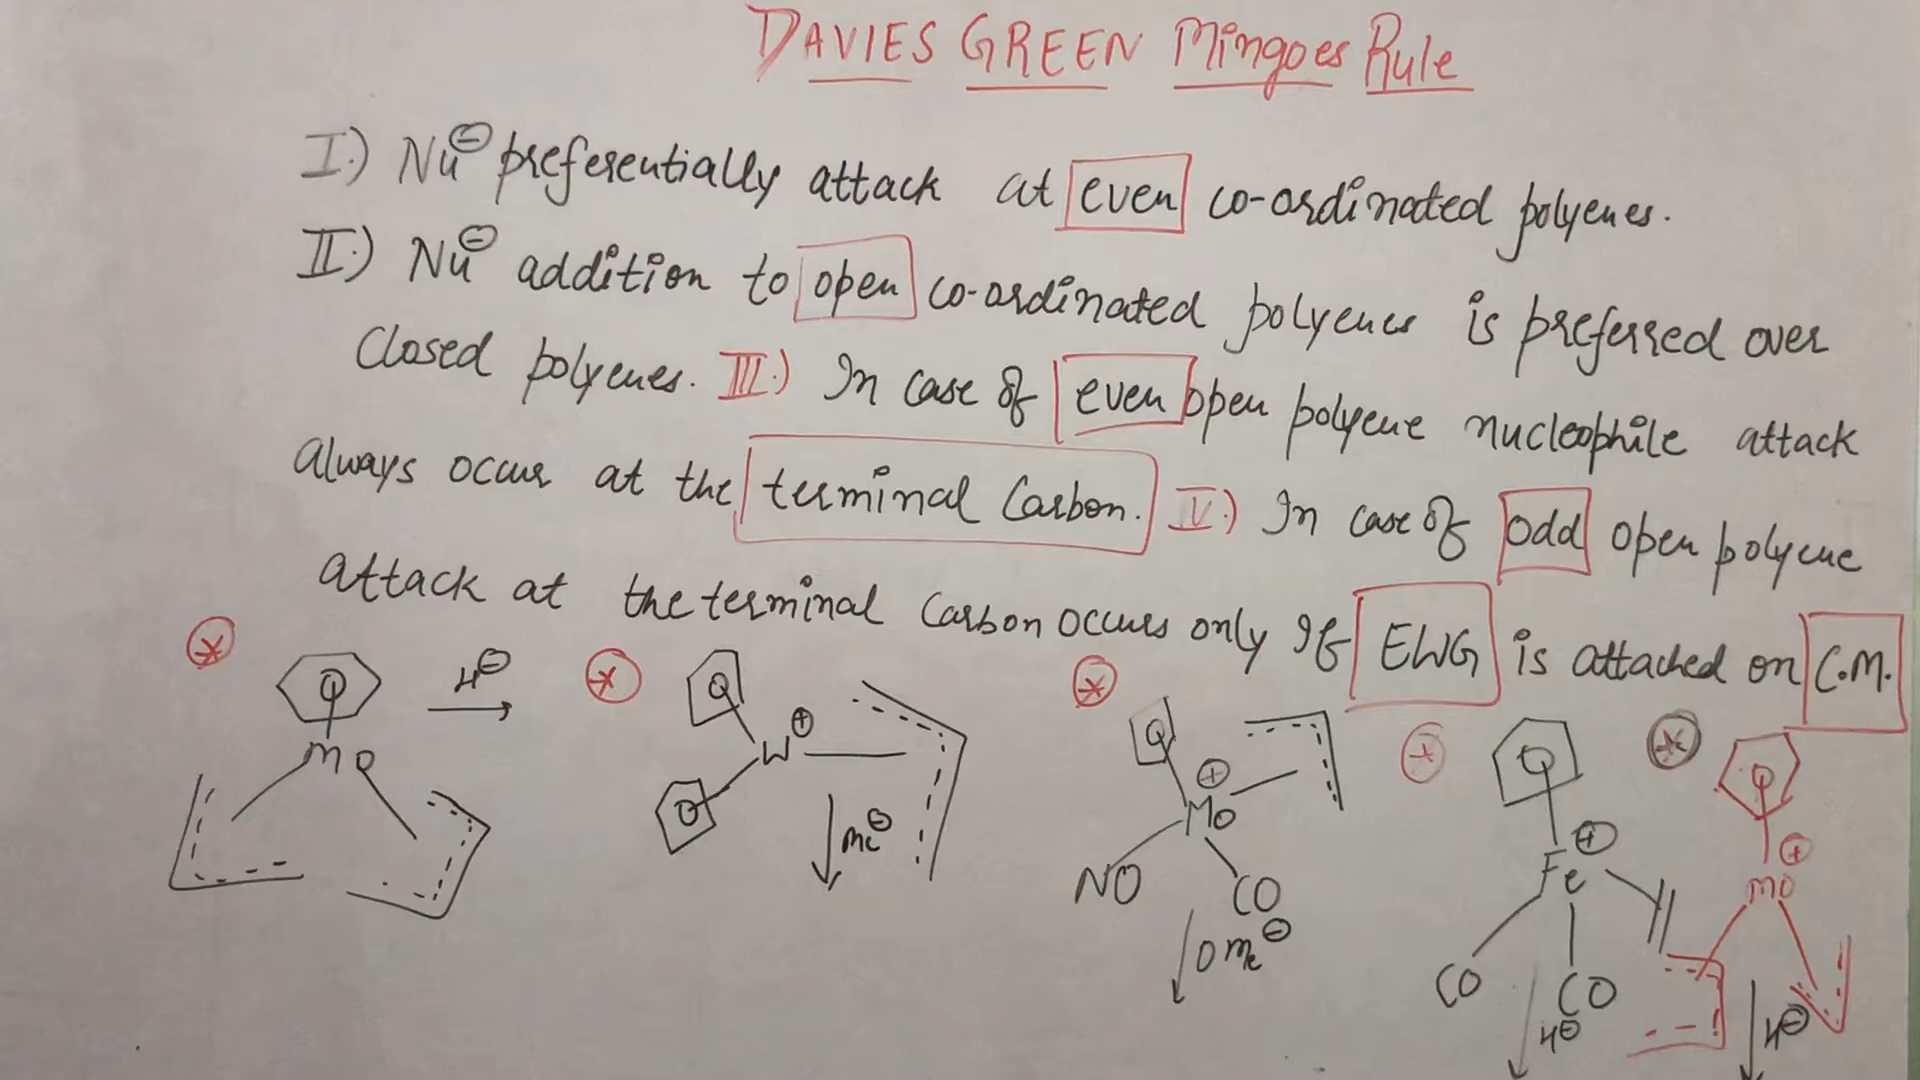 DAVIES GREEN Mingoes Rule
I.) Nu⊖ preferentially attack at even co-ordinated polyenes.
II.) Nu⊖ addition to open co-ordinated polyenes is preferred over
Closed polyenes. III.) In case of even open polyene nucleophile attack
always occur at the terminal Carbon. IV.) In case of odd open polyene
attack at the terminal Carbon occurs only If EWG is attached on C.M.
Mo
H⊖
W⊕
Me⊖
Mo⊕
NO
CO
OMe⊖
Fe⊕
CO
CO
H⊖
Mo⊕
H⊖